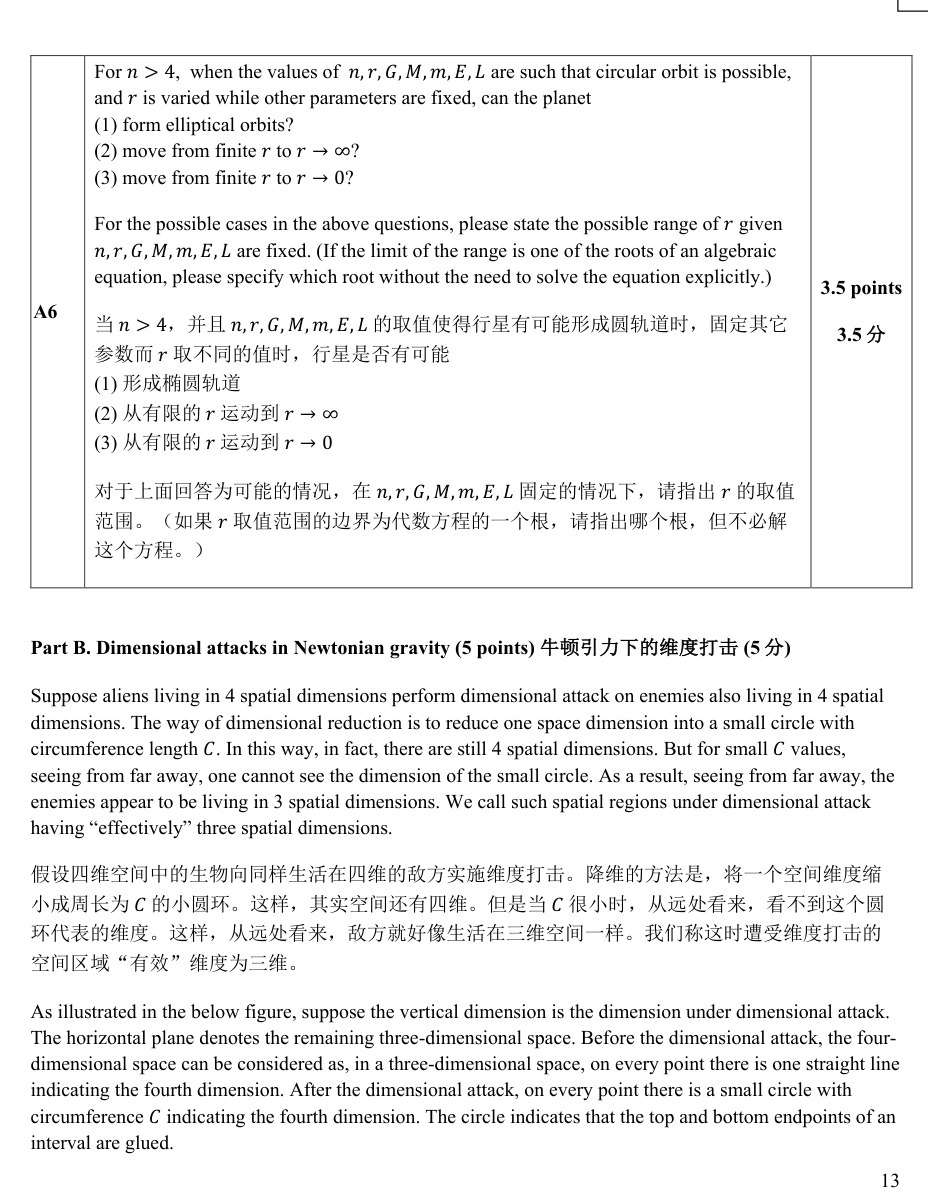 For n > 4, when the values of n, r, G, M, m, E, L are such that circular orbit is possible,
and r is varied while other parameters are fixed, can the planet
(1) form elliptical orbits?
(2) move from finite r to r → ∞?
(3) move from finite r to r → 0?
For the possible cases in the above questions, please state the possible range of r given
n, r, G, M, m, E, L are fixed. (If the limit of the range is one of the roots of an algebraic
equation, please specify which root without the need to solve the equation explicitly.)
A6
3.5 points
3.5 分
当 n > 4，并且 n, r, G, M, m, E, L 的取值使得行星有可能形成圆轨道时，固定其它
参数而 r 取不同的值时，行星是否有可能
(1) 形成椭圆轨道
(2) 从有限的 r 运动到 r → ∞
(3) 从有限的 r 运动到 r → 0
对于上面回答为可能的情况，在 n, r, G, M, m, E, L 固定的情况下，请指出 r 的取值
范围。（如果 r 取值范围的边界为代数方程的一个根，请指出哪个根，但不必解
这个方程。）
Part B. Dimensional attacks in Newtonian gravity (5 points) 牛顿引力下的维度打击 (5 分)
Suppose aliens living in 4 spatial dimensions perform dimensional attack on enemies also living in 4 spatial
dimensions. The way of dimensional reduction is to reduce one space dimension into a small circle with
circumference length C. In this way, in fact, there are still 4 spatial dimensions. But for small C values,
seeing from far away, one cannot see the dimension of the small circle. As a result, seeing from far away, the
enemies appear to be living in 3 spatial dimensions. We call such spatial regions under dimensional attack
having “effectively” three spatial dimensions.
假设四维空间中的生物向同样生活在四维的敌方实施维度打击。降维的方法是，将一个空间维度缩
小成周长为 C 的小圆环。这样，其实空间还有四维。但是当 C 很小时，从远处看来，看不到这个圆
环代表的维度。这样，从远处看来，敌方就好像生活在三维空间一样。我们称这时遭受维度打击的
空间区域“有效”维度为三维。
As illustrated in the below figure, suppose the vertical dimension is the dimension under dimensional attack.
The horizontal plane denotes the remaining three-dimensional space. Before the dimensional attack, the four-
dimensional space can be considered as, in a three-dimensional space, on every point there is one straight line
indicating the fourth dimension. After the dimensional attack, on every point there is a small circle with
circumference C indicating the fourth dimension. The circle indicates that the top and bottom endpoints of an
interval are glued.
13